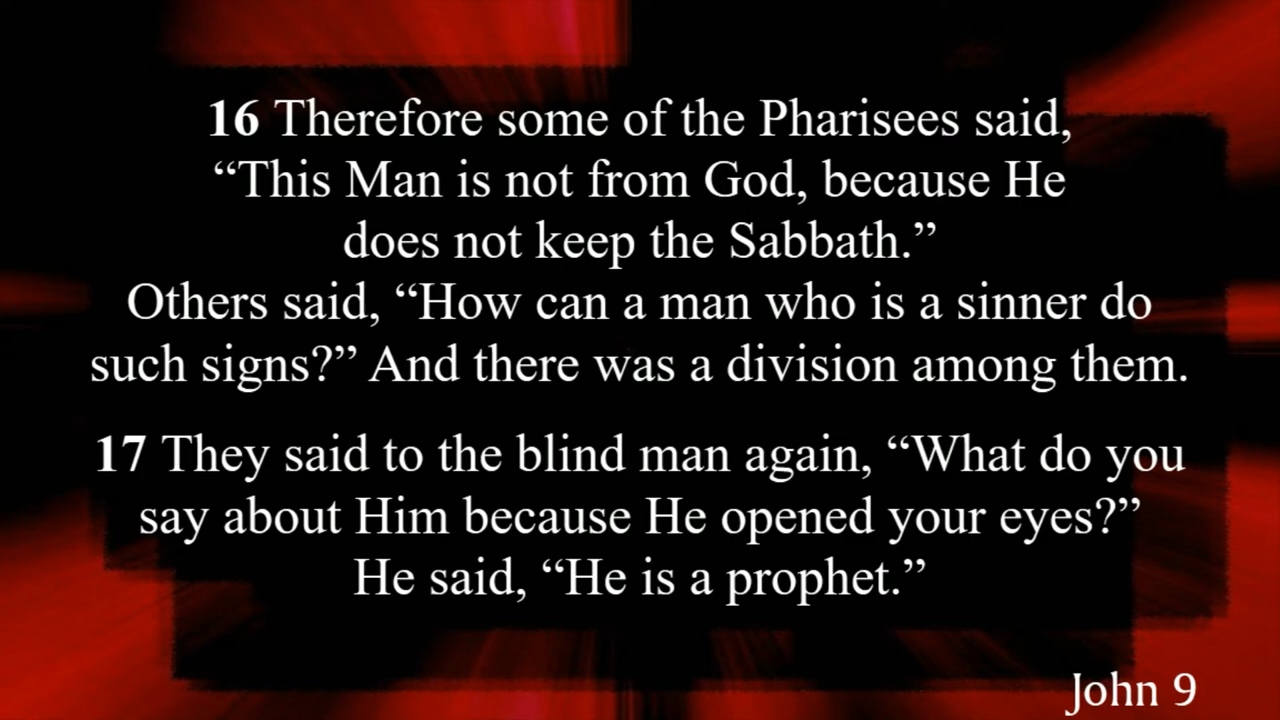 16 Therefore some of the Pharisees said,
“This Man is not from God, because He
does not keep the Sabbath.”
Others said, “How can a man who is a sinner do
such signs?” And there was a division among them.
17 They said to the blind man again, “What do you
say about Him because He opened your eyes?”
He said, “He is a prophet.”
John 9